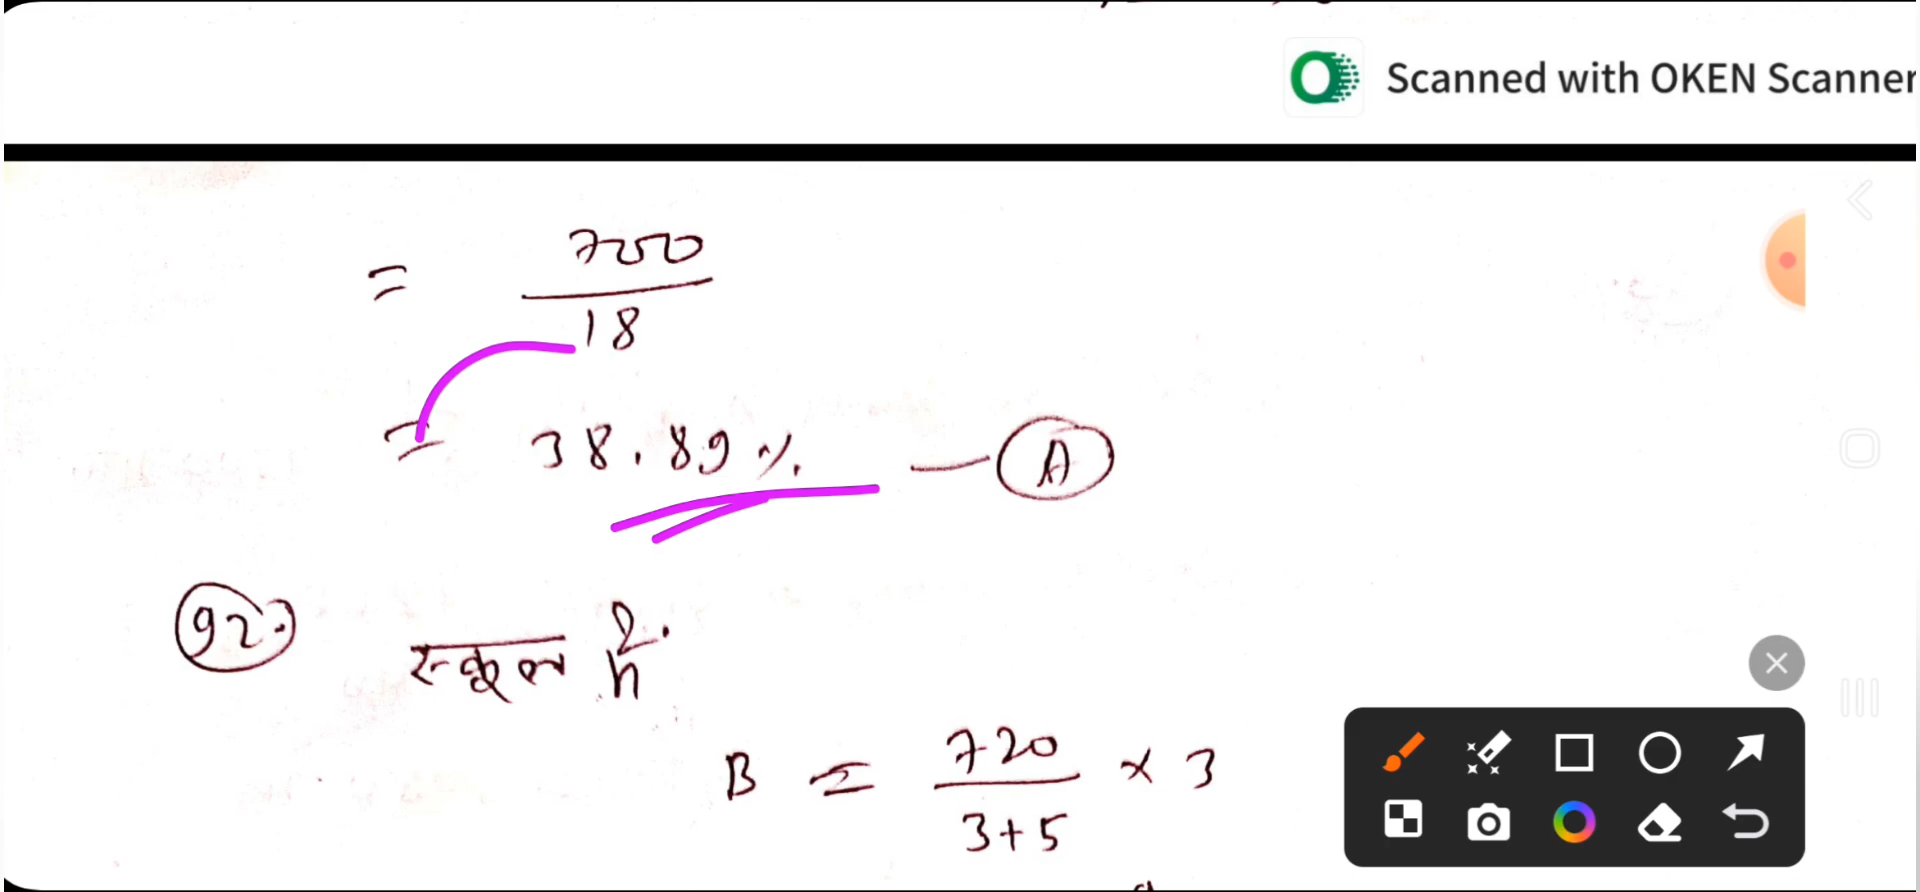 Scanned with OKEN Scanner
= 700
18
= 38.89% — A
92.
स्कूल में
B = 720 × 3
3+5